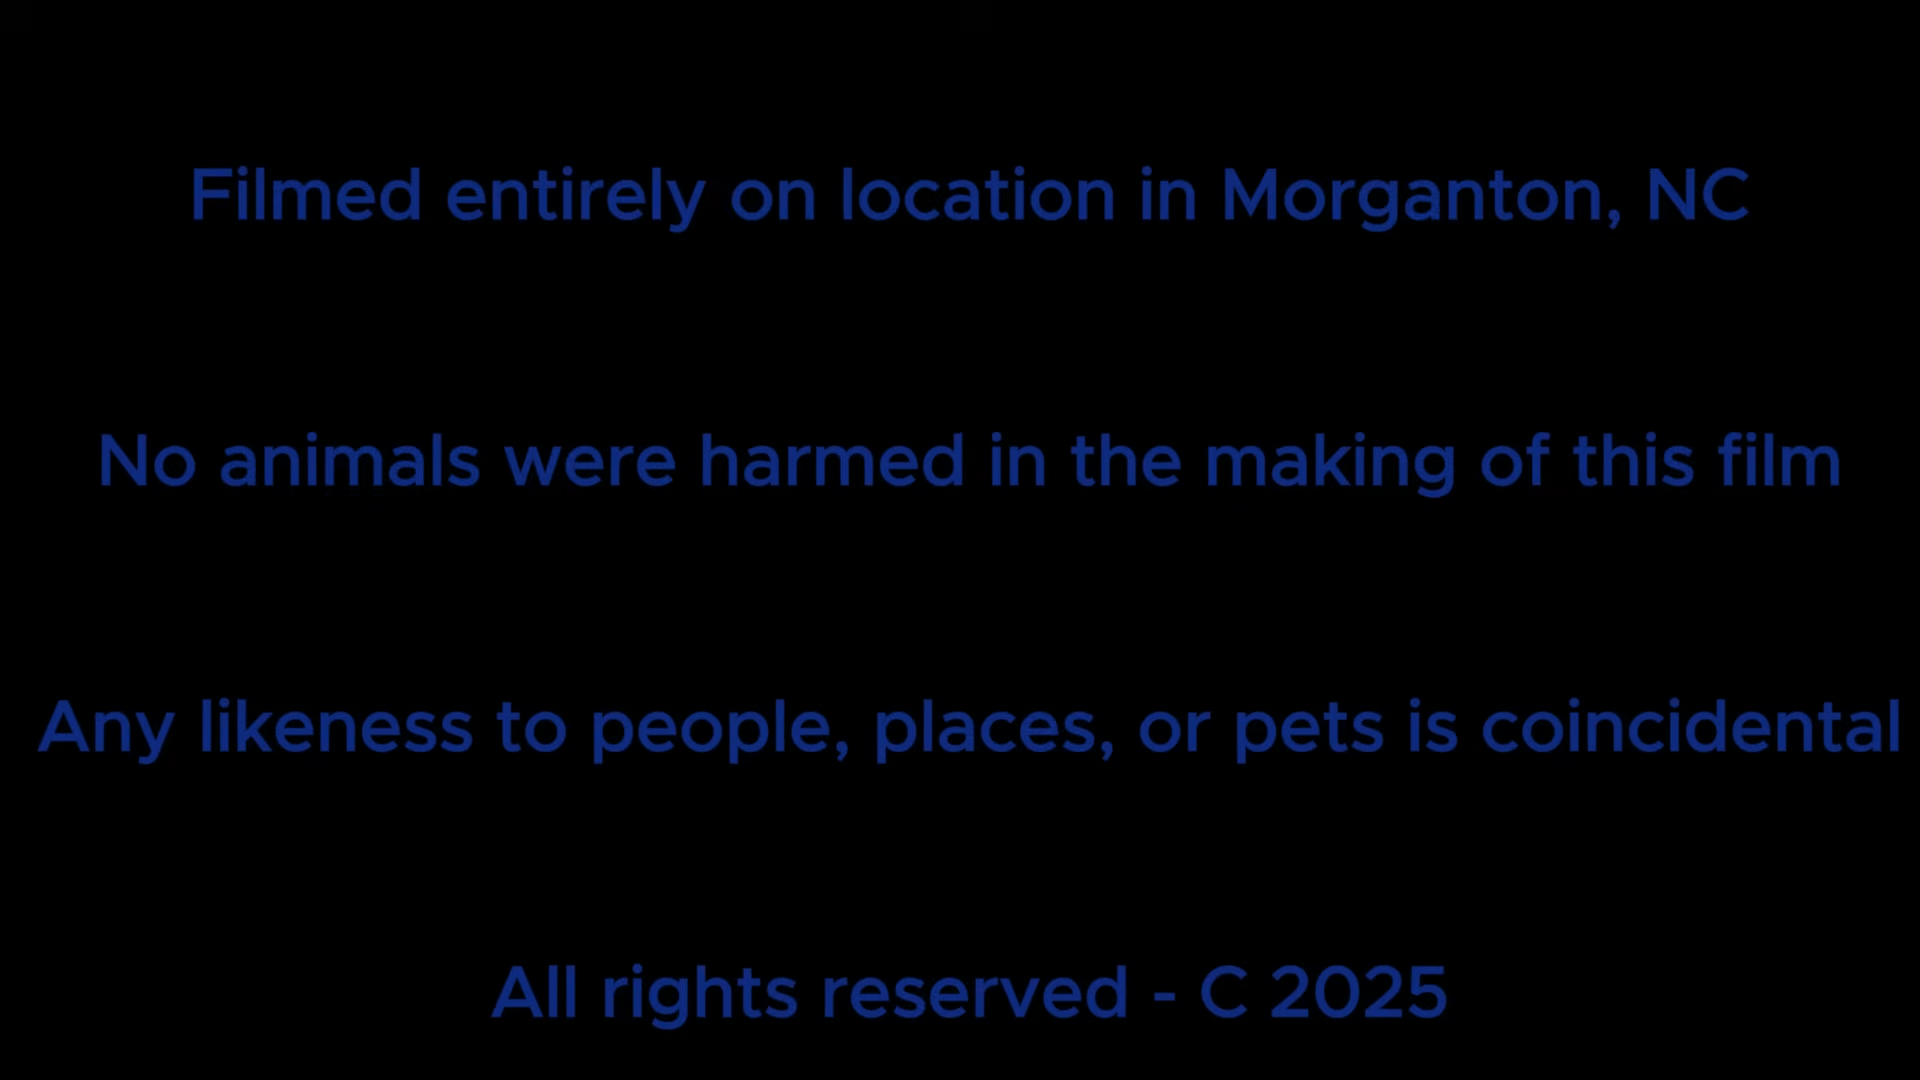 Filmed entirely on location in Morganton, NC
No animals were harmed in the making of this film
Any likeness to people, places, or pets is coincidental
All rights reserved - C 2025